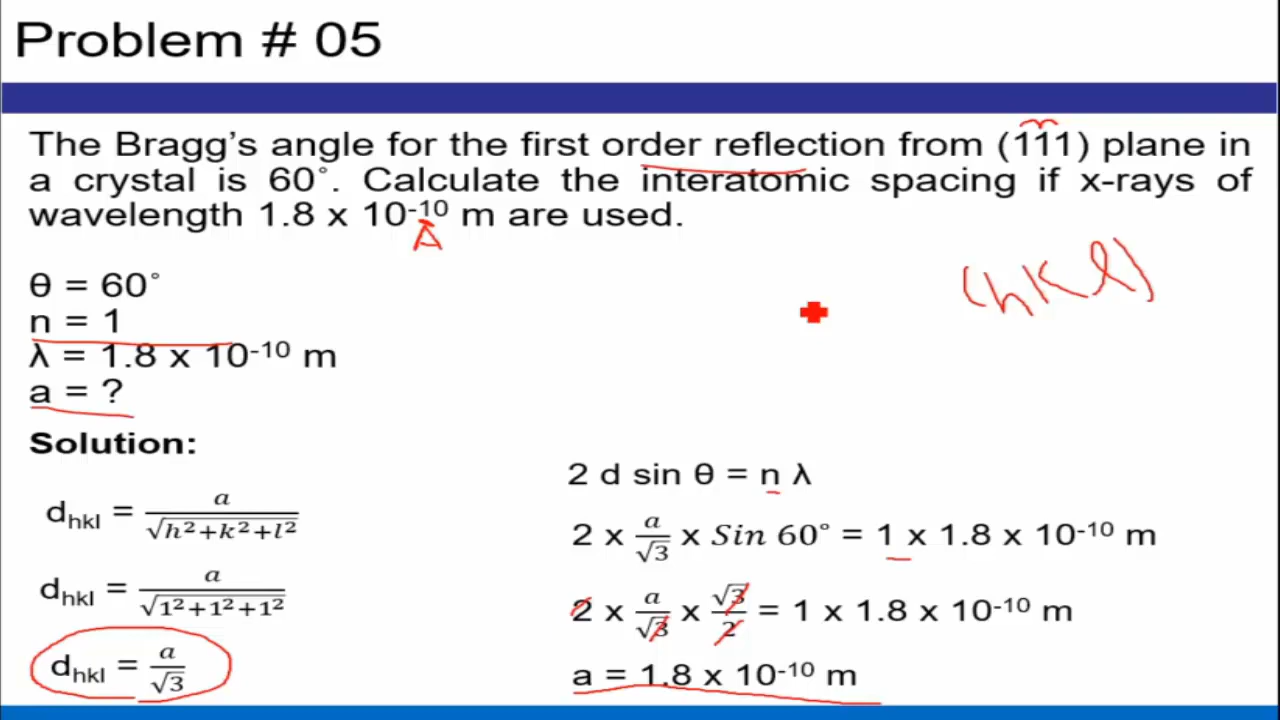 Problem # 05
The Bragg's angle for the first order reflection from (111) plane in
a crystal is 60°. Calculate the interatomic spacing if x-rays of
wavelength 1.8 x 10⁻¹⁰ m are used.
A
(hkl)
θ = 60°
n = 1
λ = 1.8 x 10⁻¹⁰ m
a = ?
Solution:
d_hkl = a / √(h²+k²+l²)
d_hkl = a / √(1²+1²+1²)
d_hkl = a / √3
2 d sin θ = n λ
2 x a/√3 x Sin 60° = 1 x 1.8 x 10⁻¹⁰ m
2 x a/√3 x √3/2 = 1 x 1.8 x 10⁻¹⁰ m
a = 1.8 x 10⁻¹⁰ m